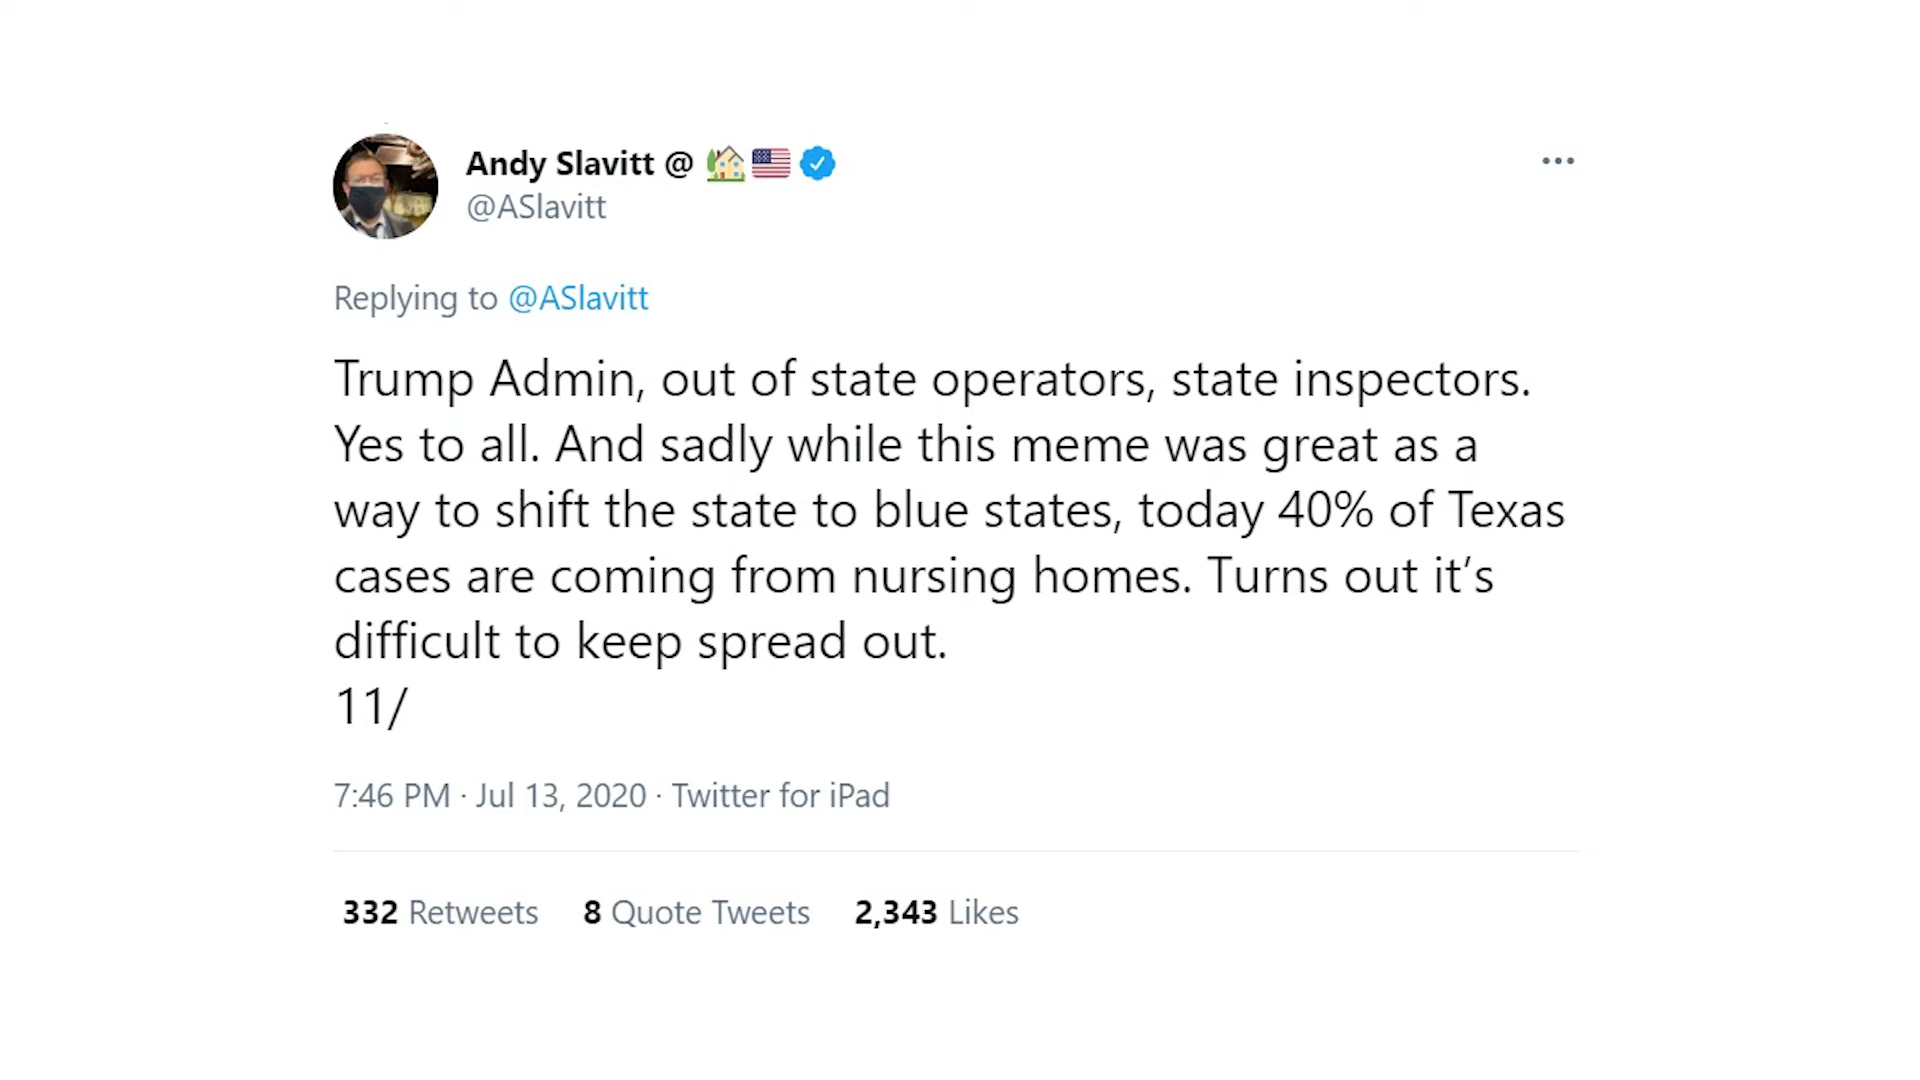 Andy Slavitt @ 🏡🇺🇸
@ASlavitt
Replying to @ASlavitt
Trump Admin, out of state operators, state inspectors.
Yes to all. And sadly while this meme was great as a
way to shift the state to blue states, today 40% of Texas
cases are coming from nursing homes. Turns out it’s
difficult to keep spread out.
11/
7:46 PM · Jul 13, 2020 · Twitter for iPad
332 Retweets 8 Quote Tweets 2,343 Likes